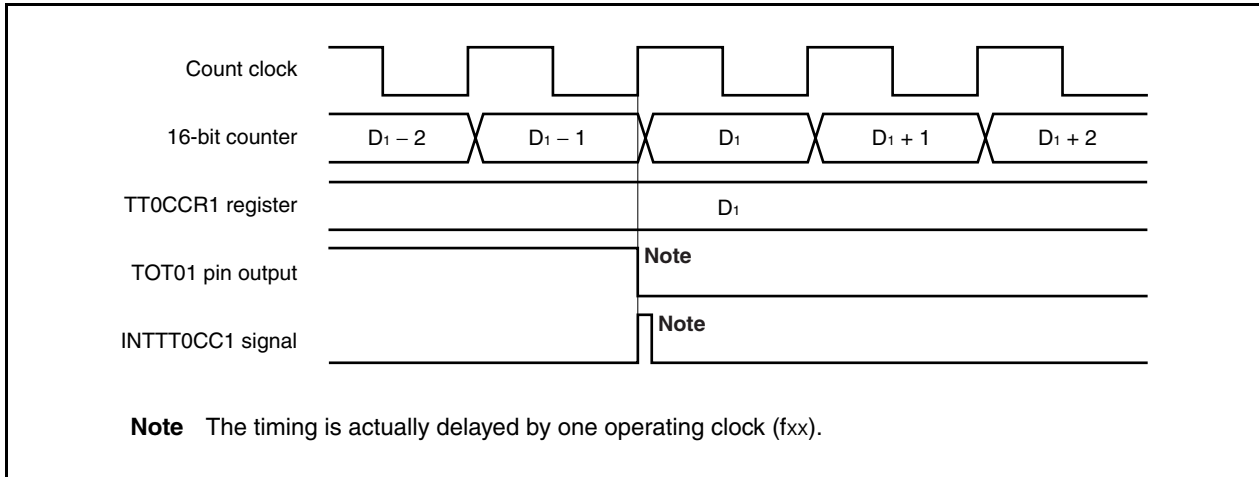 Count clock
16-bit counter D1 − 2 D1 − 1 D1 D1 + 1 D1 + 2
TT0CCR1 register D1
TOT01 pin output Note
INTTT0CC1 signal Note
Note The timing is actually delayed by one operating clock (fxx).